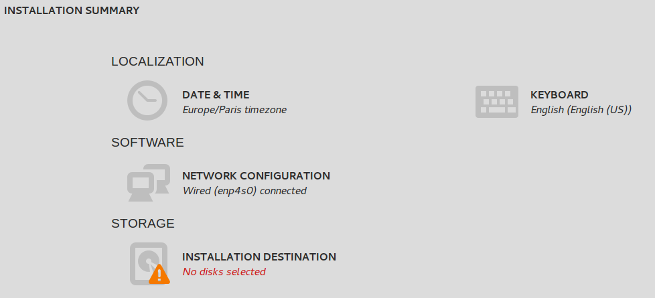 INSTALLATION SUMMARY
LOCALIZATION
DATE & TIME
Europe/Paris timezone
KEYBOARD
English (English (US))
SOFTWARE
NETWORK CONFIGURATION
Wired (enp4s0) connected
STORAGE
INSTALLATION DESTINATION
No disks selected